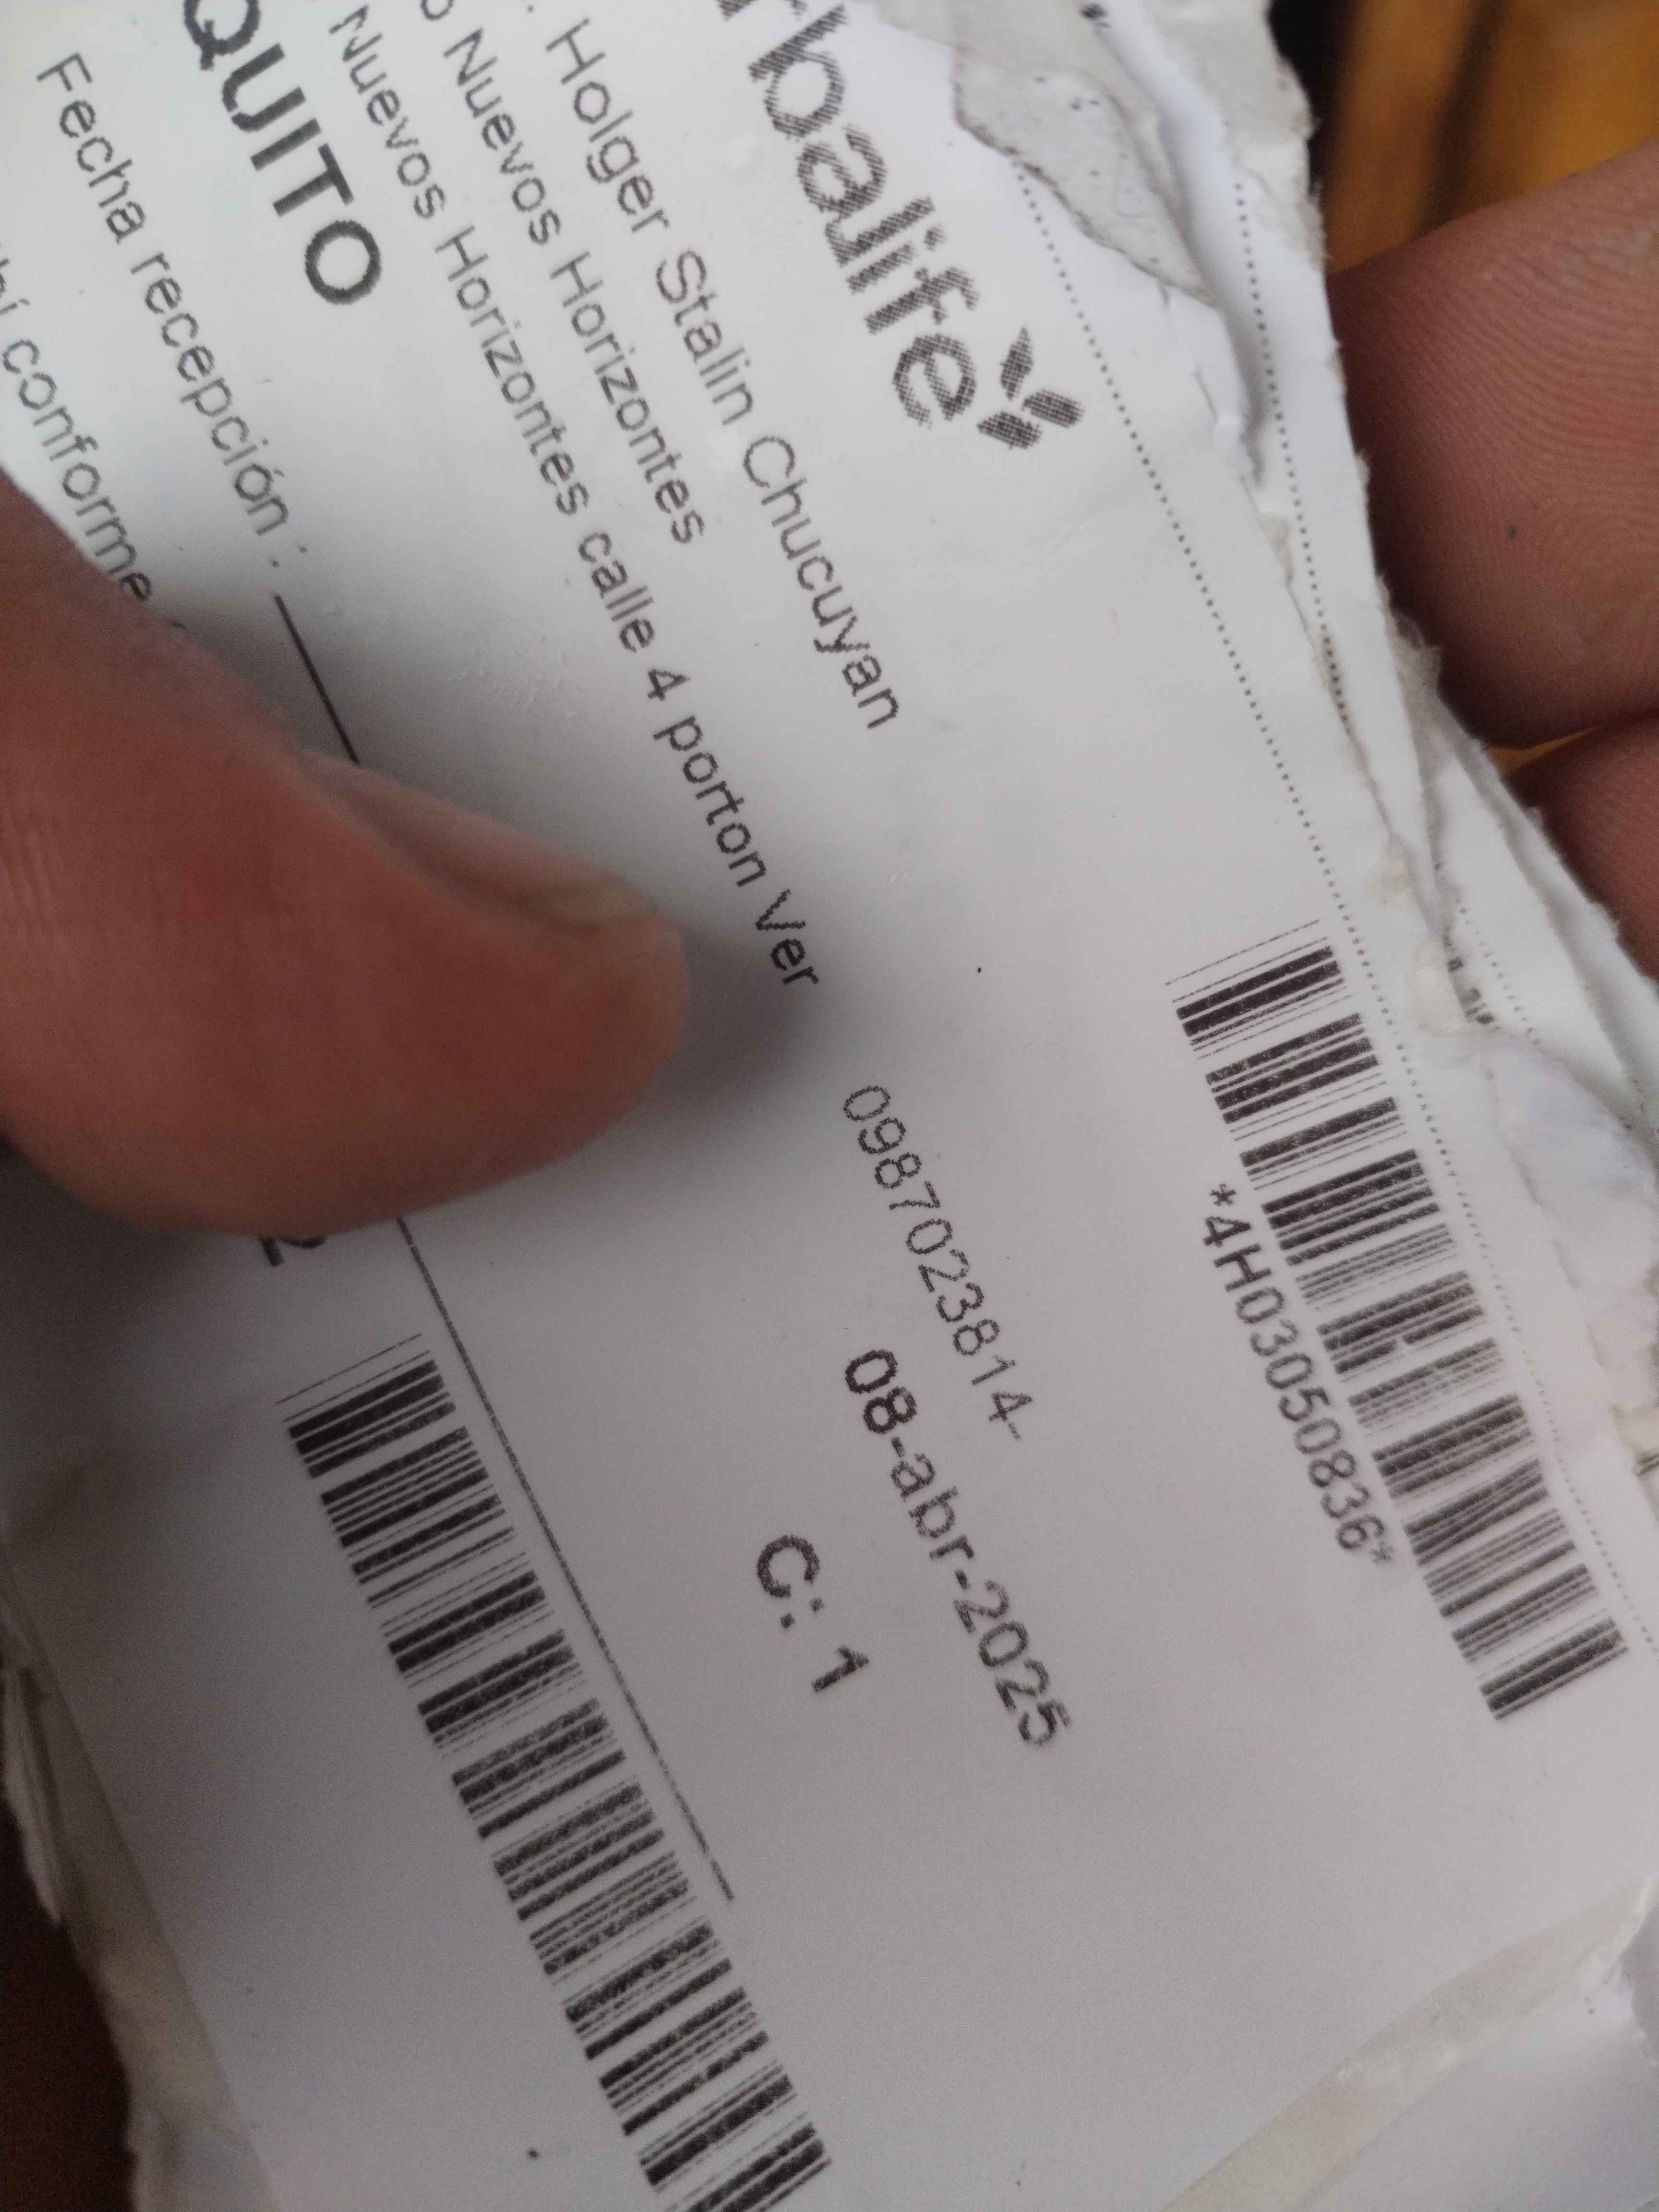 rbalife
*4H03050836*
. Holger Stalin Chucuyan
o Nuevos Horizontes
0987023814-
Nuevos Horizontes calle 4 porton Ver
08-abr-2025
QUITO
C: 1
Fecha recepción :
conforme